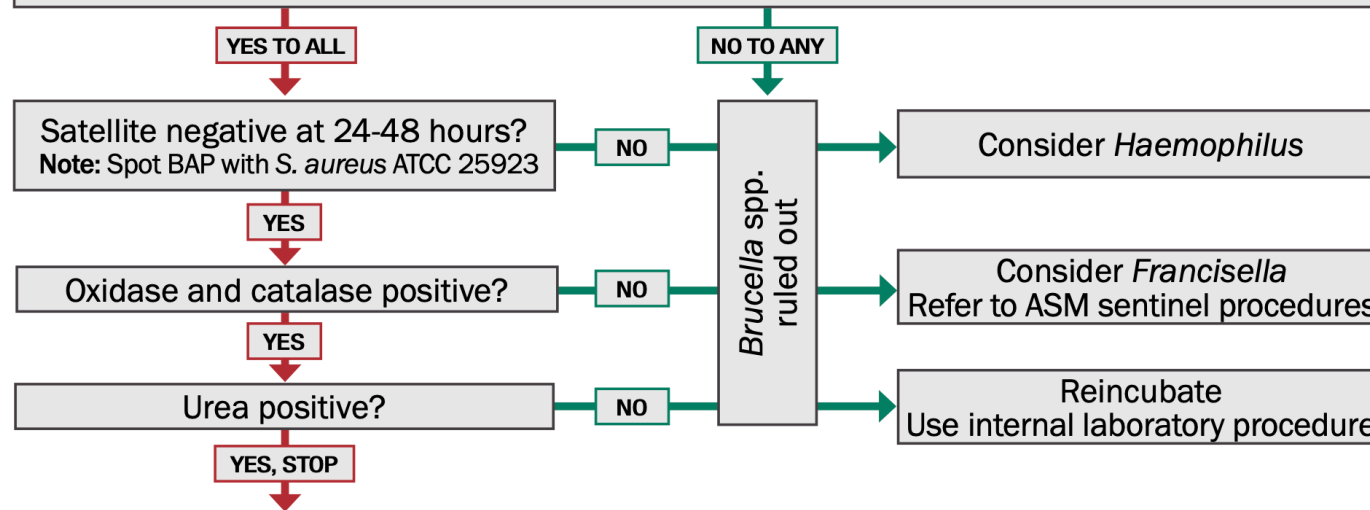 YES TO ALL
NO TO ANY
Satellite negative at 24-48 hours?
Note: Spot BAP with S. aureus ATCC 25923
NO
Brucella spp.
ruled out
Consider Haemophilus
YES
Oxidase and catalase positive?
NO
Consider Francisella
Refer to ASM sentinel procedures
YES
Urea positive?
NO
Reincubate
Use internal laboratory procedure
YES, STOP